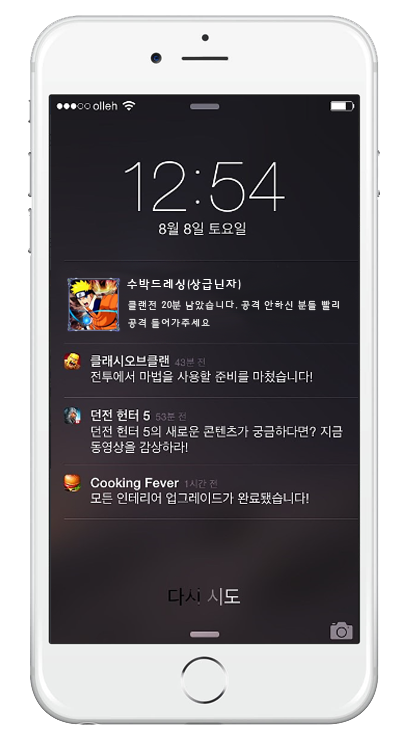 olleh
12:54
8월 8일 토요일
수박드레싱(상급닌자)
클랜전 20분 남았습니다. 공격 안하신 분들 빨리
공격 들어가주세요
클래시오브클랜 43분 전
전투에서 마법을 사용할 준비를 마쳤습니다!
던전 헌터 5 53분 전
던전 헌터 5의 새로운 콘텐츠가 궁금하다면? 지금
동영상을 감상하라!
Cooking Fever 1시간 전
모든 인테리어 업그레이드가 완료됐습니다!
다시 시도